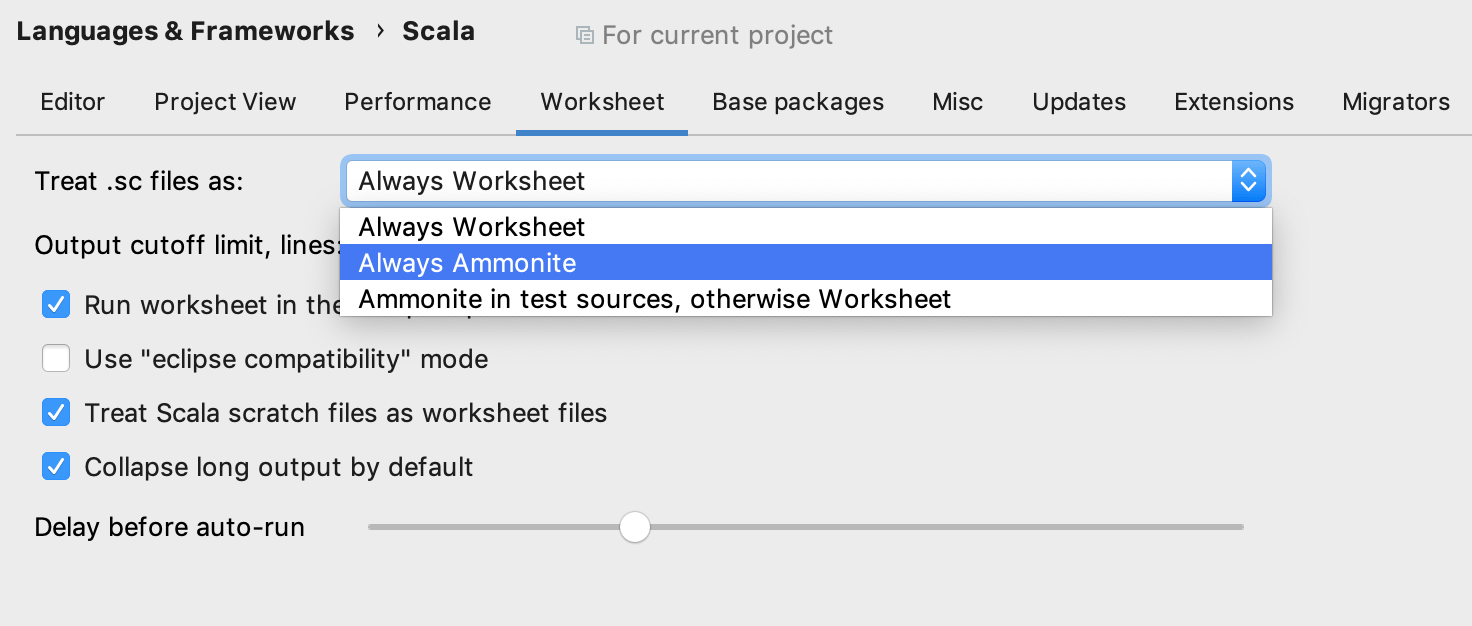 Languages & Frameworks › Scala
For current project
Editor Project View Performance Worksheet Base packages Misc Updates Extensions Migrators
Treat .sc files as: Always Worksheet
Always Worksheet
Output cutoff limit, lines:
Always Ammonite
Ammonite in test sources, otherwise Worksheet
Run worksheet in the
Use "eclipse compatibility" mode
Treat Scala scratch files as worksheet files
Collapse long output by default
Delay before auto-run